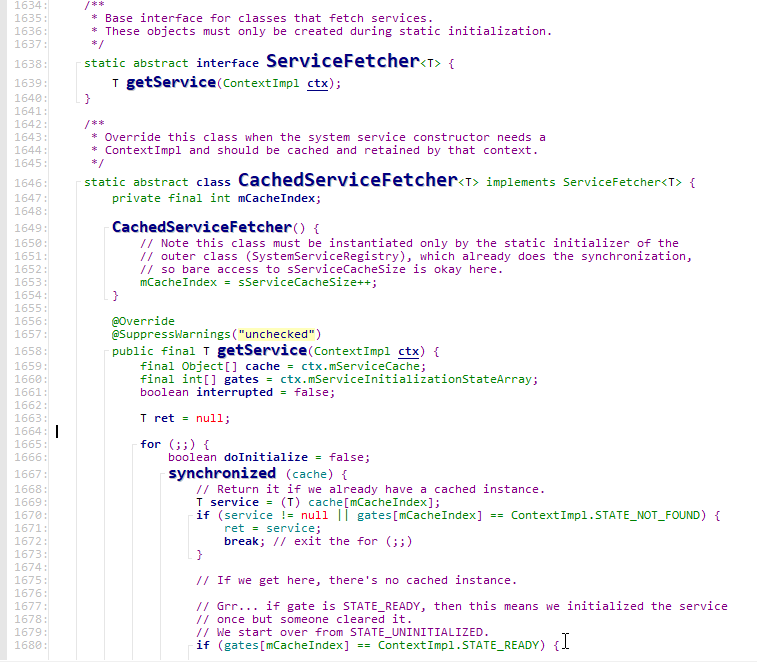 1634: /**
1635: * Base interface for classes that fetch services.
1636: * These objects must only be created during static initialization.
1637: */
1638: static abstract interface ServiceFetcher<T> {
1639: T getService(ContextImpl ctx);
1640: }
1641:
1642: /**
1643: * Override this class when the system service constructor needs a
1644: * ContextImpl and should be cached and retained by that context.
1645: */
1646: static abstract class CachedServiceFetcher<T> implements ServiceFetcher<T> {
1647: private final int mCacheIndex;
1648:
1649: CachedServiceFetcher() {
1650: // Note this class must be instantiated only by the static initializer of the
1651: // outer class (SystemServiceRegistry), which already does the synchronization,
1652: // so bare access to sServiceCacheSize is okay here.
1653: mCacheIndex = sServiceCacheSize++;
1654: }
1655:
1656: @Override
1657: @SuppressWarnings("unchecked")
1658: public final T getService(ContextImpl ctx) {
1659: final Object[] cache = ctx.mServiceCache;
1660: final int[] gates = ctx.mServiceInitializationStateArray;
1661: boolean interrupted = false;
1662:
1663: T ret = null;
1664:
1665: for (;;) {
1666: boolean doInitialize = false;
1667: synchronized (cache) {
1668: // Return it if we already have a cached instance.
1669: T service = (T) cache[mCacheIndex];
1670: if (service != null || gates[mCacheIndex] == ContextImpl.STATE_NOT_FOUND) {
1671: ret = service;
1672: break; // exit the for (;;)
1673: }
1674:
1675: // If we get here, there's no cached instance.
1676:
1677: // Grr... if gate is STATE_READY, then this means we initialized the service
1678: // once but someone cleared it.
1679: // We start over from STATE_UNINITIALIZED.
1680: if (gates[mCacheIndex] == ContextImpl.STATE_READY) {